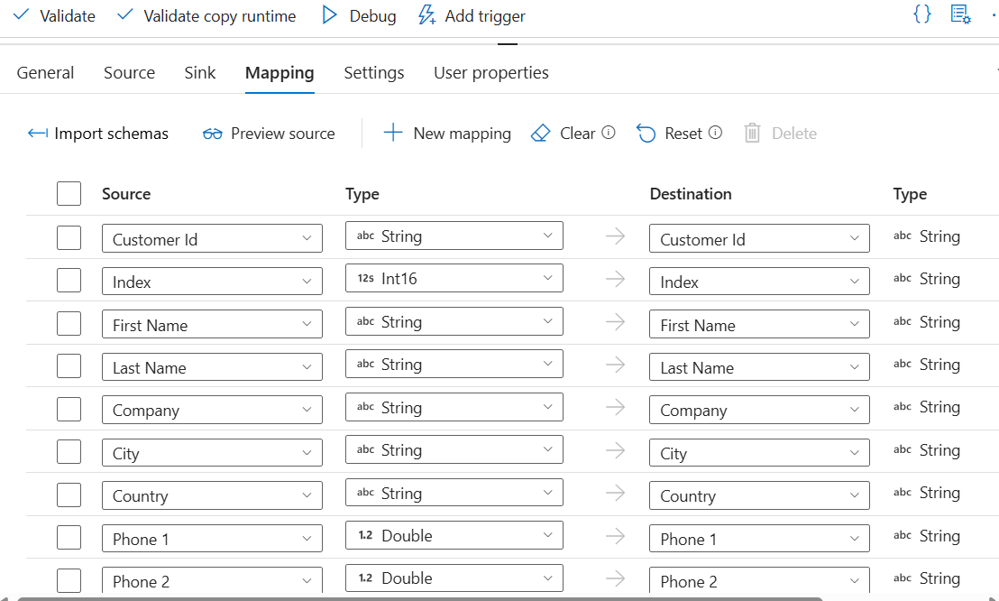 Validate Validate copy runtime Debug Add trigger {}
General Source Sink Mapping Settings User properties
Import schemas Preview source New mapping Clear Reset Delete
Source Type Destination Type
Customer Id abc String Customer Id abc String
Index 12s Int16 Index abc String
First Name abc String First Name abc String
Last Name abc String Last Name abc String
Company abc String Company abc String
City abc String City abc String
Country abc String Country abc String
Phone 1 1.2 Double Phone 1 abc String
Phone 2 1.2 Double Phone 2 abc String